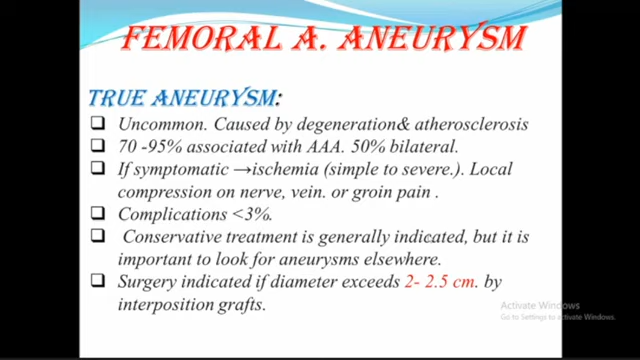 FEMORAL A. ANEURYSM
TRUE ANEURYSM:
Uncommon. Caused by degeneration& atherosclerosis
70 -95% associated with AAA. 50% bilateral.
If symptomatic →ischemia (simple to severe.). Local
compression on nerve, vein. or groin pain .
Complications <3%.
Conservative treatment is generally indicated, but it is
important to look for aneurysms elsewhere.
Surgery indicated if diameter exceeds 2- 2.5 cm. by
interposition grafts.
Activate Windows
Go to Settings to activate Windows.